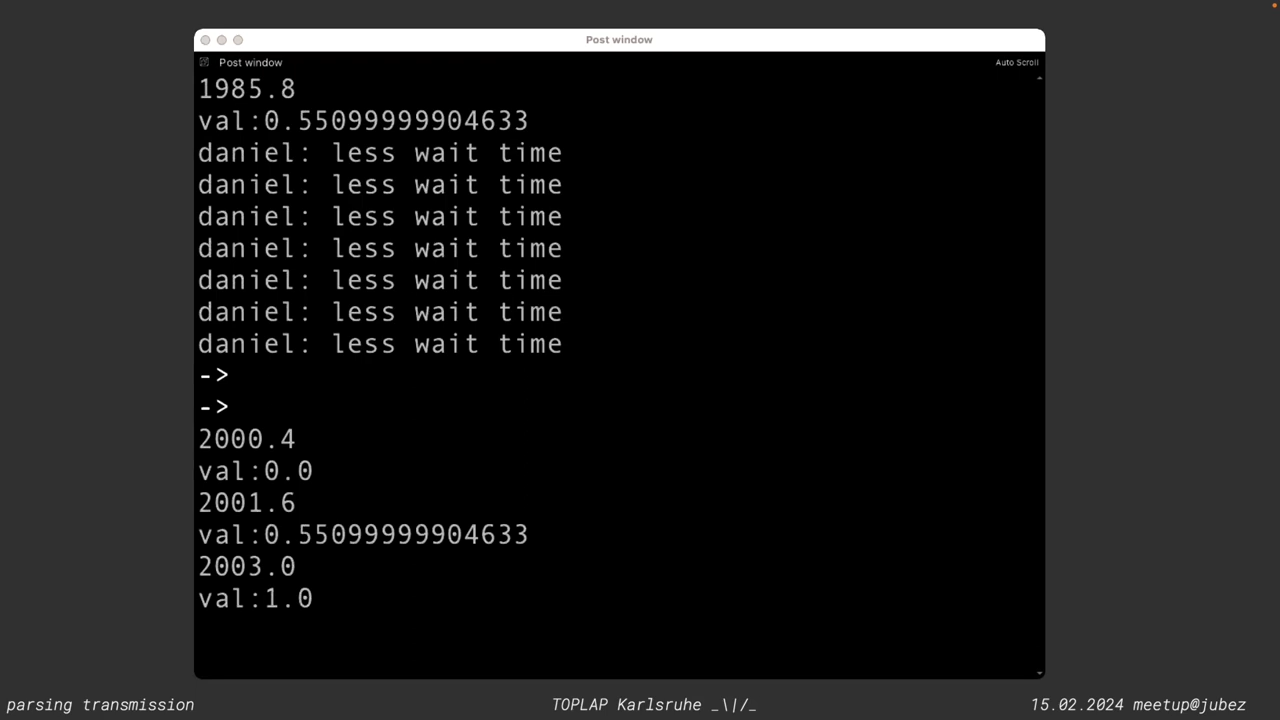 Post window
Post window Auto Scroll
1985.8
val:0.55099999904633
daniel: less wait time
daniel: less wait time
daniel: less wait time
daniel: less wait time
daniel: less wait time
daniel: less wait time
daniel: less wait time
->
->
2000.4
val:0.0
2001.6
val:0.55099999904633
2003.0
val:1.0
parsing transmission TOPLAP Karlsruhe _\|/_ 15.02.2024 meetup@jubez